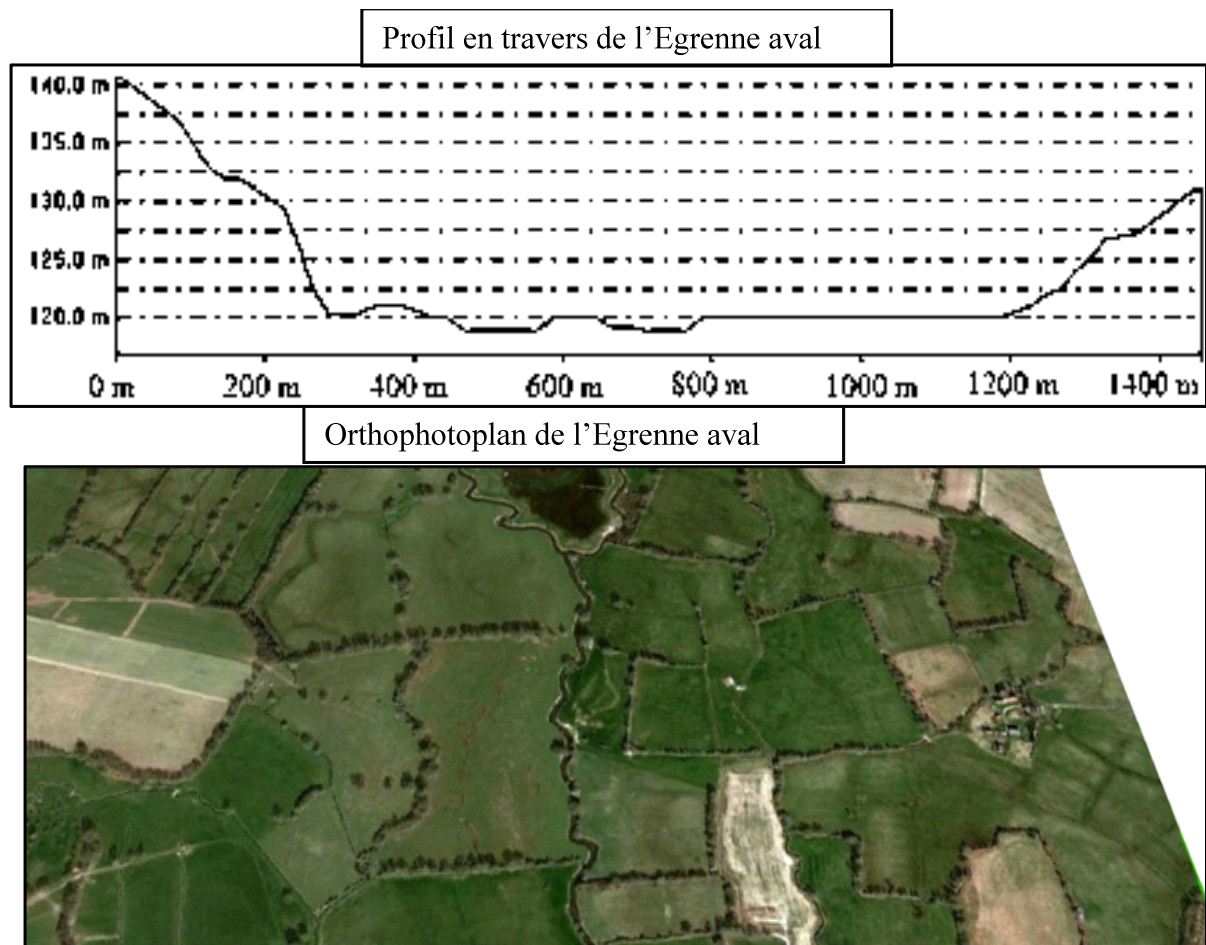 Profil en travers de l’Egrenne aval
140.0 m
135.0 m
130.0 m
125.0 m
120.0 m
0 m 200 m 400 m 600 m 800 m 1000 m 1200 m 1400 m
Orthophotoplan de l’Egrenne aval